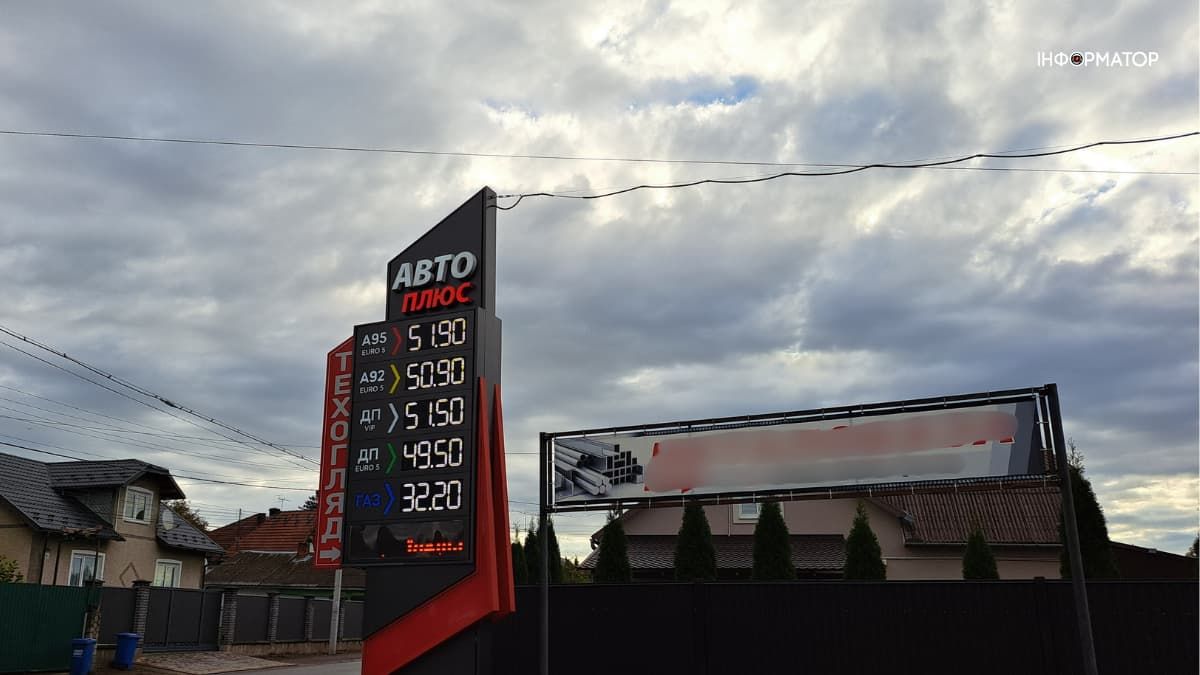 ІНФОРМАТОР
АВТО
ПЛЮС
А95 EURO 5 51.90
А92 EURO 5 50.90
ДП VIP 51.50
ДП EURO 5 49.50
ГАЗ 32.20
ТЕХОГЛЯД